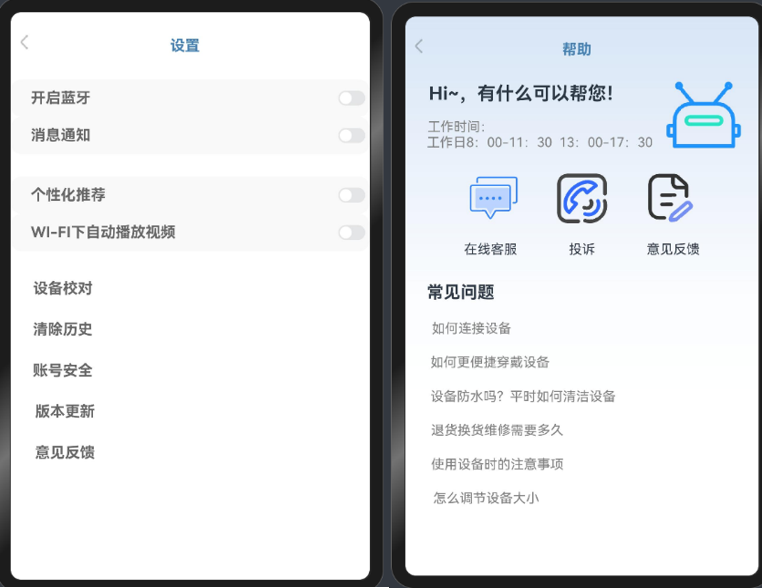 设置
开启蓝牙
消息通知
个性化推荐
WI-FI下自动播放视频
设备校对
清除历史
账号安全
版本更新
意见反馈
帮助
Hi~，有什么可以帮您！
工作时间：
工作日8：00-11：30 13：00-17：30
在线客服 投诉 意见反馈
常见问题
如何连接设备
如何更便捷穿戴设备
设备防水吗？平时如何清洁设备
退货换货维修需要多久
使用设备时的注意事项
怎么调节设备大小